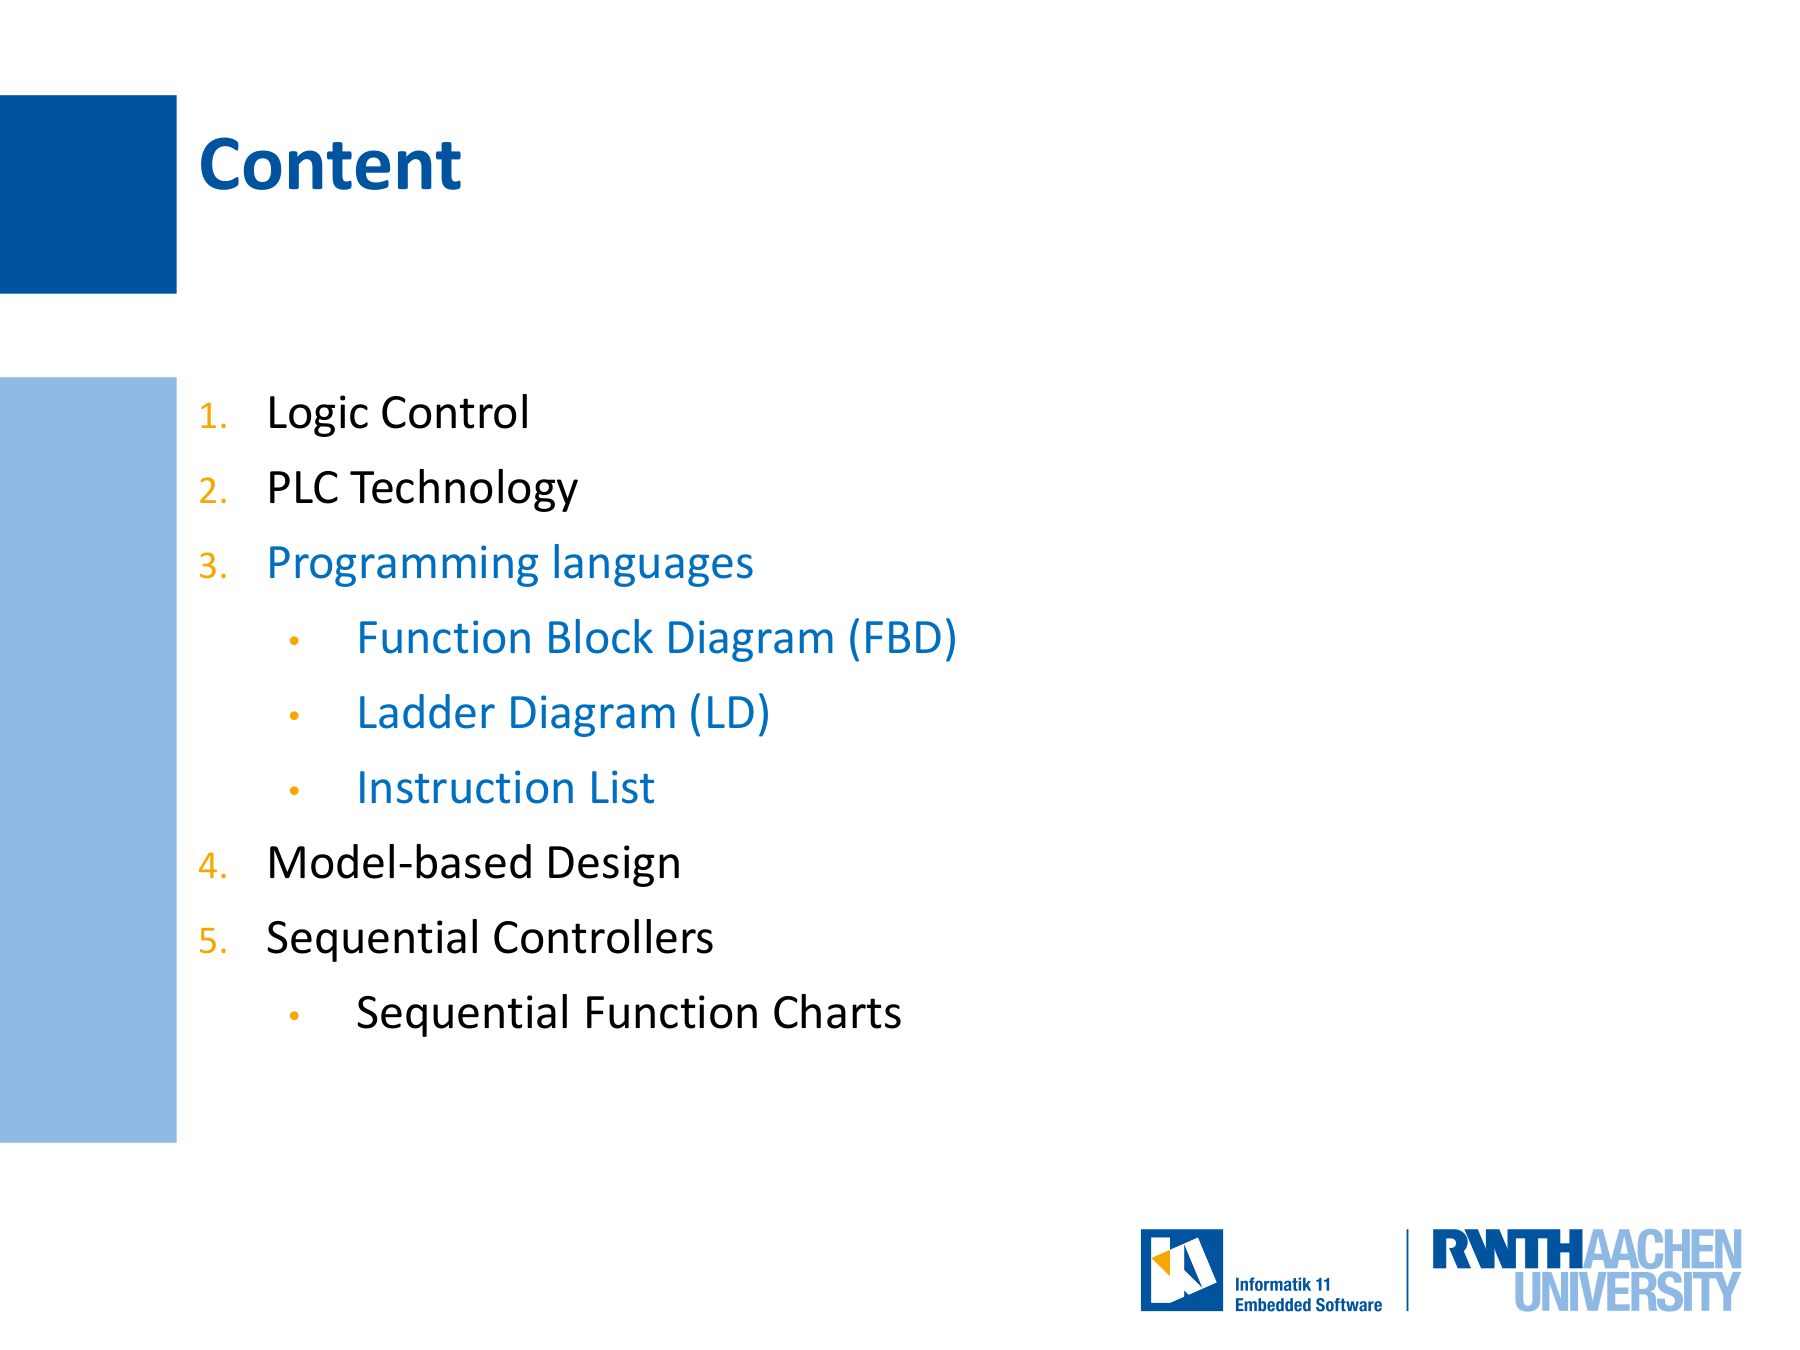 Content
1. Logic Control
2. PLC Technology
3. Programming languages
• Function Block Diagram (FBD)
• Ladder Diagram (LD)
• Instruction List
4. Model-based Design
5. Sequential Controllers
• Sequential Function Charts
Informatik 11
Embedded Software
RWTHAACHEN
UNIVERSITY